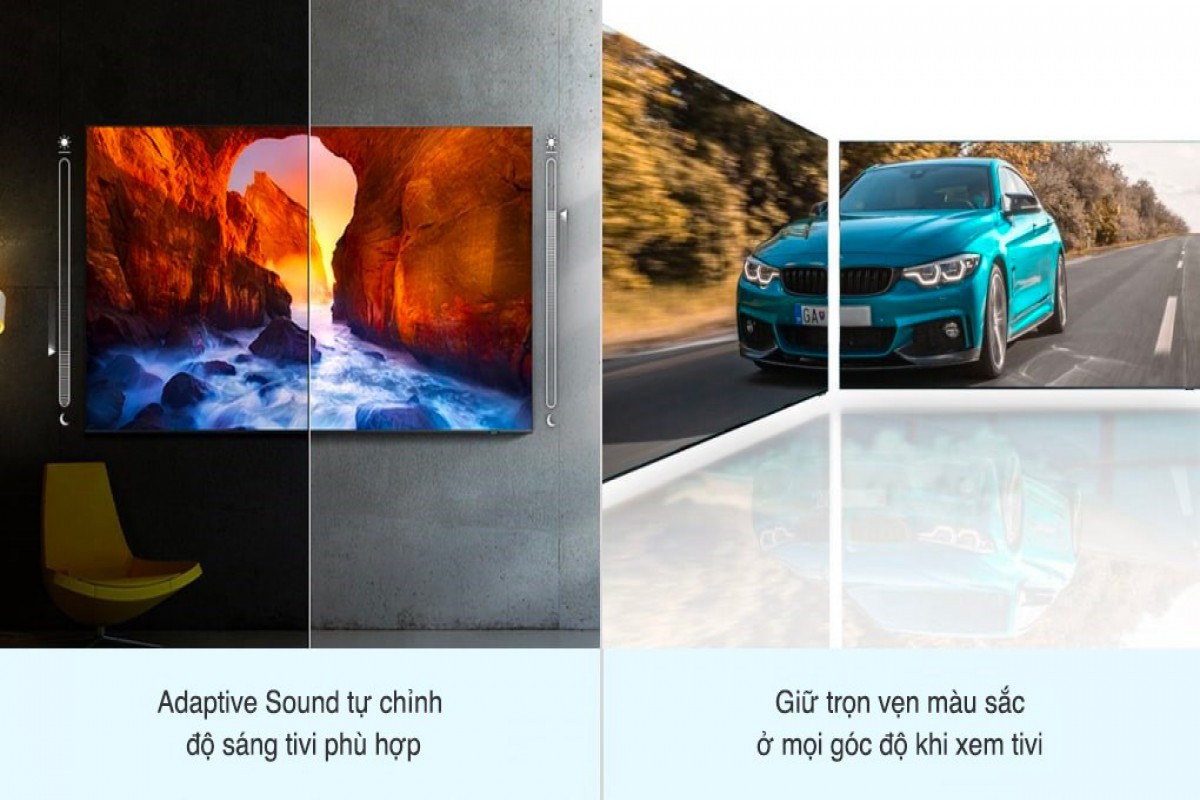 GA
Adaptive Sound tự chỉnh
độ sáng tivi phù hợp
Giữ trọn vẹn màu sắc
ở mọi góc độ khi xem tivi